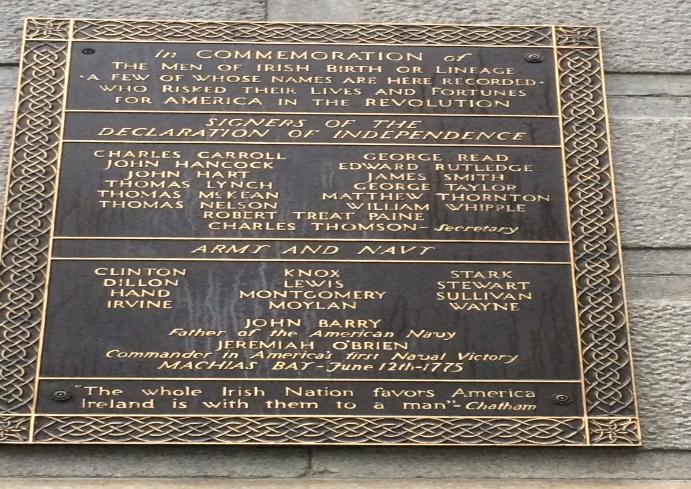 in COMMEMORATION of
THE MEN OF IRISH BIRTH OR LINEAGE
·A FEW OF WHOSE NAMES ARE HERE RECORDED·
WHO RISKED THEIR LIVES AND FORTUNES
FOR AMERICA IN THE REVOLUTION
SIGNERS OF THE
DECLARATION OF INDEPENDENCE
CHARLES CARROLL
JOHN HANCOCK
JOHN HART
THOMAS LYNCH
THOMAS McKEAN
THOMAS NELSON
GEORGE READ
EDWARD RUTLEDGE
JAMES SMITH
GEORGE TAYLOR
MATTHEW THORNTON
WILLIAM WHIPPLE
ROBERT TREAT PAINE
CHARLES THOMSON-Secretary
ARMY AND NAVY
CLINTON
DILLON
HAND
IRVINE
KNOX
LEWIS
MONTGOMERY
MOYLAN
STARK
STEWART
SULLIVAN
WAYNE
JOHN BARRY
Father of the American Navy
JEREMIAH O'BRIEN
Commander in America's first Naval Victory
MACHIAS BAY-June 12th-1775
"The whole Irish Nation favors America
Ireland is with them to a man"-Chatham